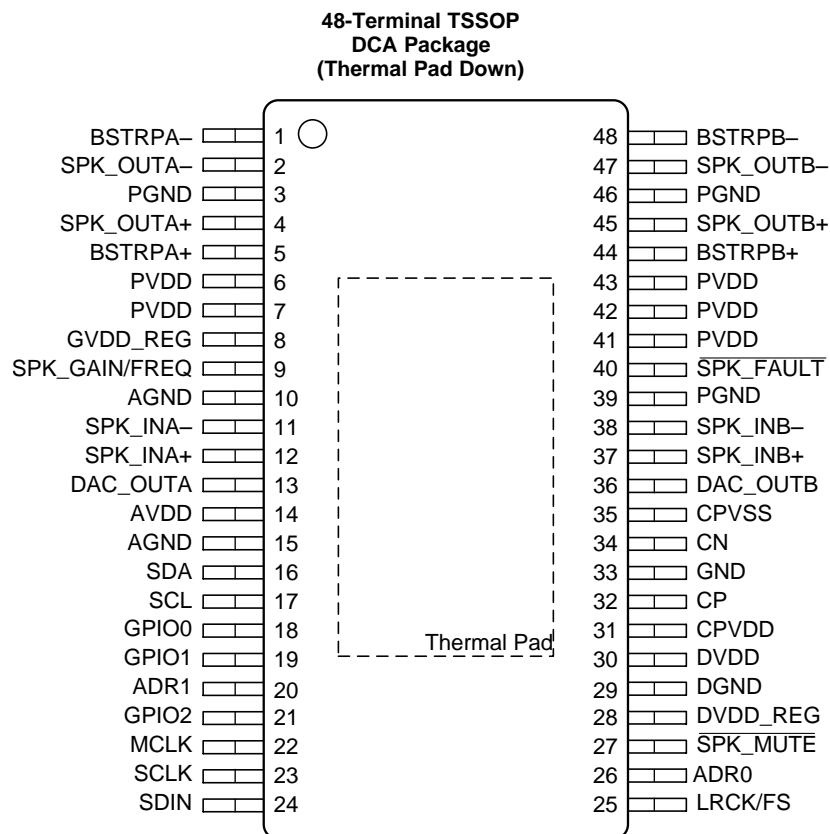 48-Terminal TSSOP
DCA Package
(Thermal Pad Down)
BSTRPA– 1 48 BSTRPB–
SPK_OUTA– 2 47 SPK_OUTB–
PGND 3 46 PGND
SPK_OUTA+ 4 45 SPK_OUTB+
BSTRPA+ 5 44 BSTRPB+
PVDD 6 43 PVDD
PVDD 7 42 PVDD
GVDD_REG 8 41 PVDD
SPK_GAIN/FREQ 9 40 SPK_FAULT
AGND 10 39 PGND
SPK_INA– 11 38 SPK_INB–
SPK_INA+ 12 37 SPK_INB+
DAC_OUTA 13 36 DAC_OUTB
AVDD 14 35 CPVSS
AGND 15 34 CN
SDA 16 33 GND
SCL 17 32 CP
GPIO0 18 31 CPVDD
Thermal Pad
GPIO1 19 30 DVDD
ADR1 20 29 DGND
GPIO2 21 28 DVDD_REG
MCLK 22 27 SPK_MUTE
SCLK 23 26 ADR0
SDIN 24 25 LRCK/FS